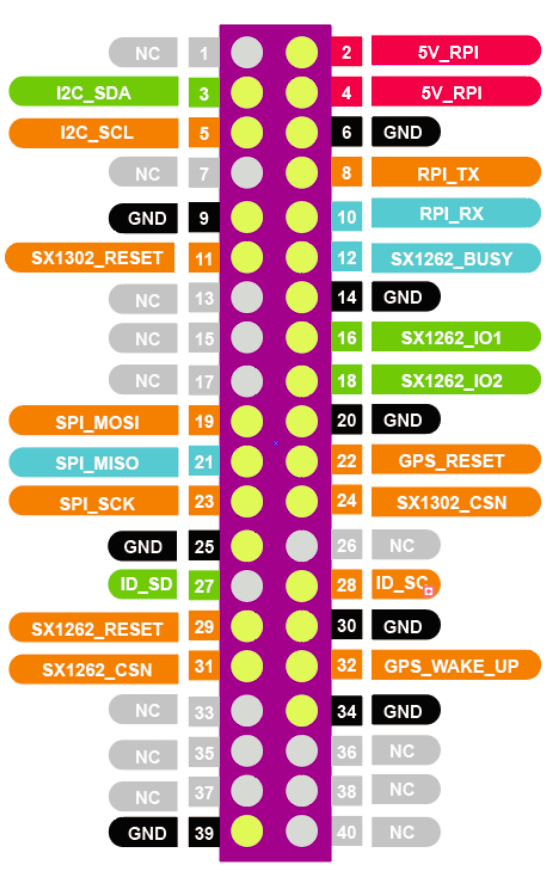 NC 1 2 5V_RPI
I2C_SDA 3 4 5V_RPI
I2C_SCL 5 6 GND
NC 7 8 RPI_TX
GND 9 10 RPI_RX
SX1302_RESET 11 12 SX1262_BUSY
NC 13 14 GND
NC 15 16 SX1262_IO1
NC 17 18 SX1262_IO2
SPI_MOSI 19 20 GND
SPI_MISO 21 22 GPS_RESET
SPI_SCK 23 24 SX1302_CSN
GND 25 26 NC
ID_SD 27 28 ID_SC
SX1262_RESET 29 30 GND
SX1262_CSN 31 32 GPS_WAKE_UP
NC 33 34 GND
NC 35 36 NC
NC 37 38 NC
GND 39 40 NC